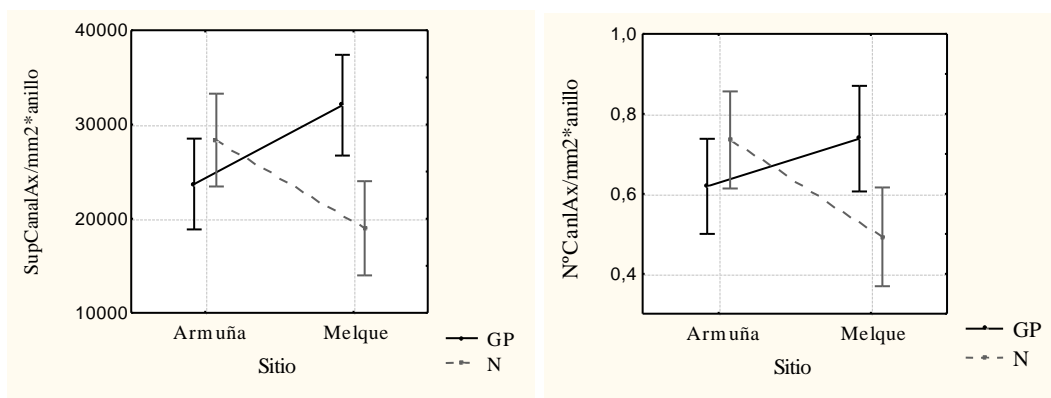 SupCanalAx/mm2*anillo
40000
30000
20000
10000
Armuña Melque
Sitio
GP
N
NºCanlAx/mm2*anillo
1,0
0,8
0,6
0,4
Armuña Melque
Sitio
GP
N